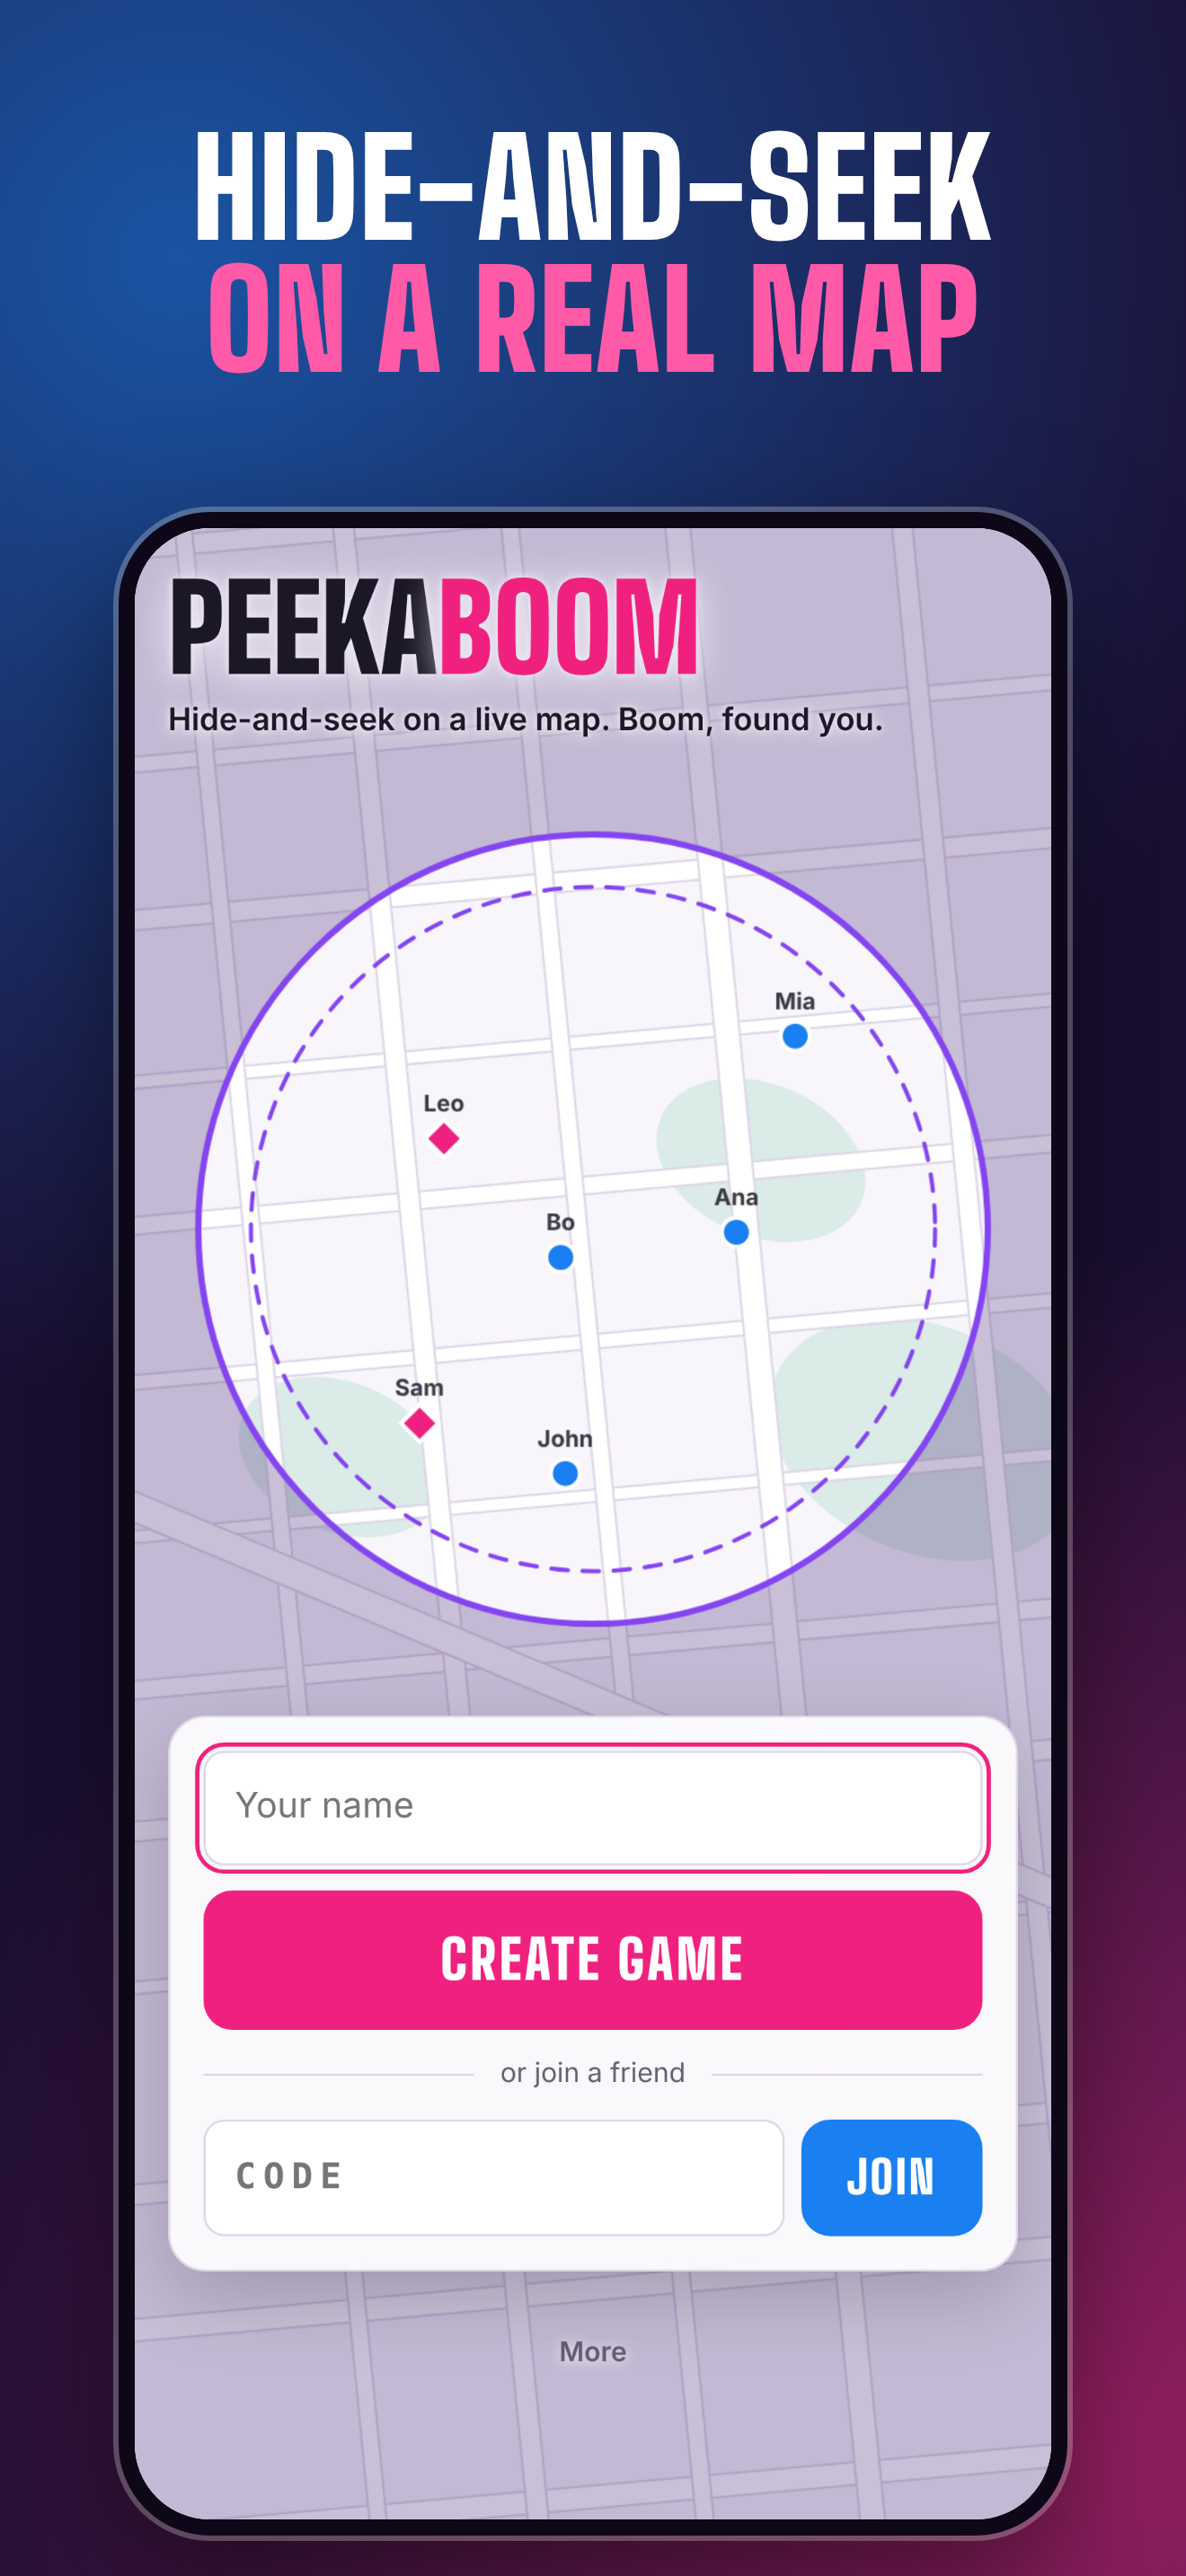 HIDE-AND-SEEK
ON A REAL MAP
PEEKABOOM
Hide-and-seek on a live map. Boom, found you.
Mia
Leo
Ana
Bo
Sam
John
Your name
CREATE GAME
or join a friend
CODE
JOIN
More